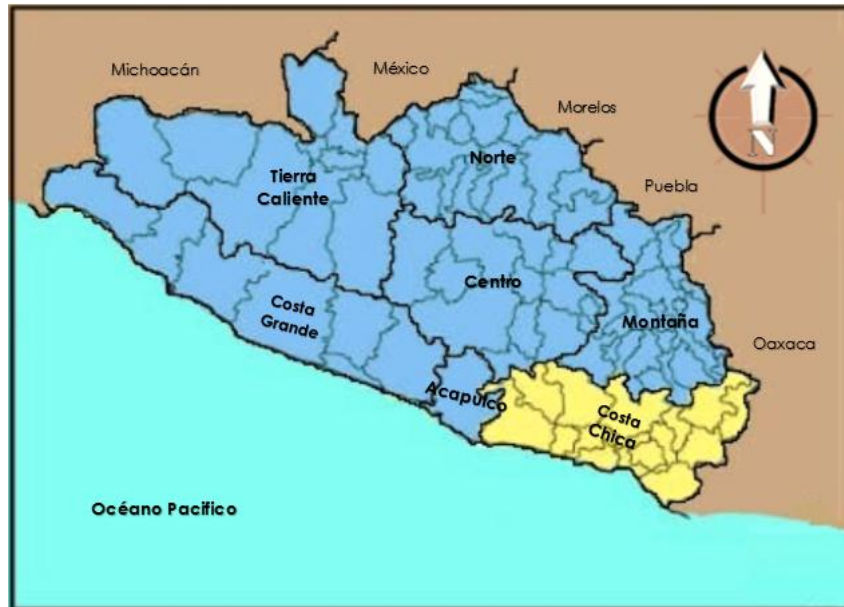 Michoacán
México
Morelos
Norte
Tierra
Caliente
Puebla
Centro
Costa
Grande
Montaña
Oaxaca
Acapulco
Costa
Chica
Océano Pacifico
N